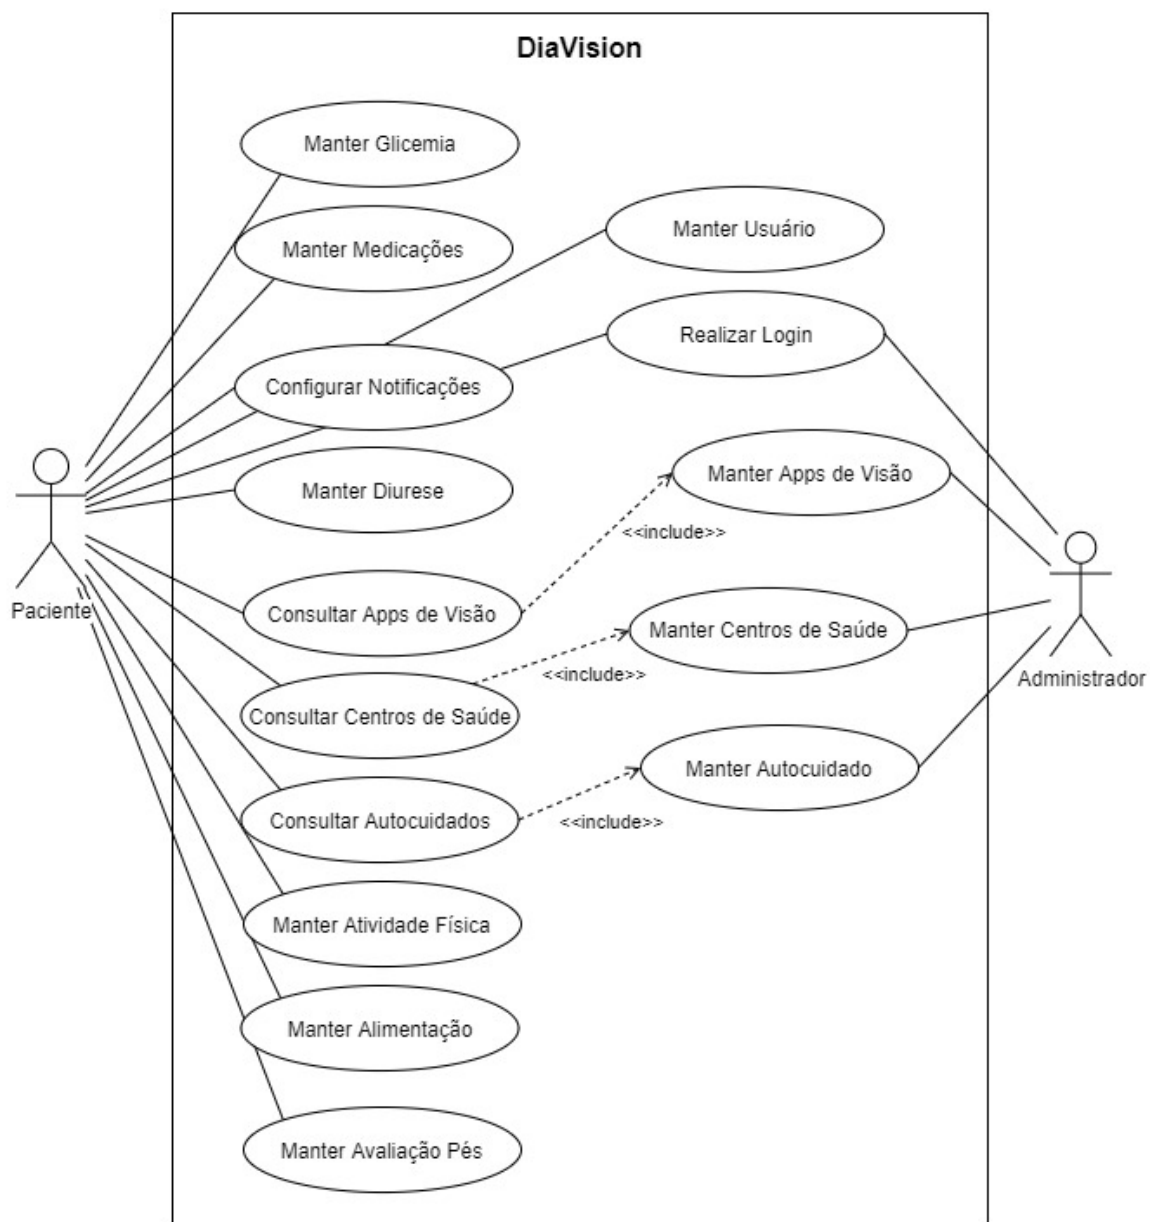 DiaVision
Manter Glicemia
Manter Usuário
Manter Medicações
Realizar Login
Configurar Notificações
Manter Apps de Visão
Manter Diurese
<<include>>
Paciente
Consultar Apps de Visão
Manter Centros de Saúde
<<include>>
Administrador
Consultar Centros de Saúde
Manter Autocuidado
Consultar Autocuidados
<<include>>
Manter Atividade Física
Manter Alimentação
Manter Avaliação Pés